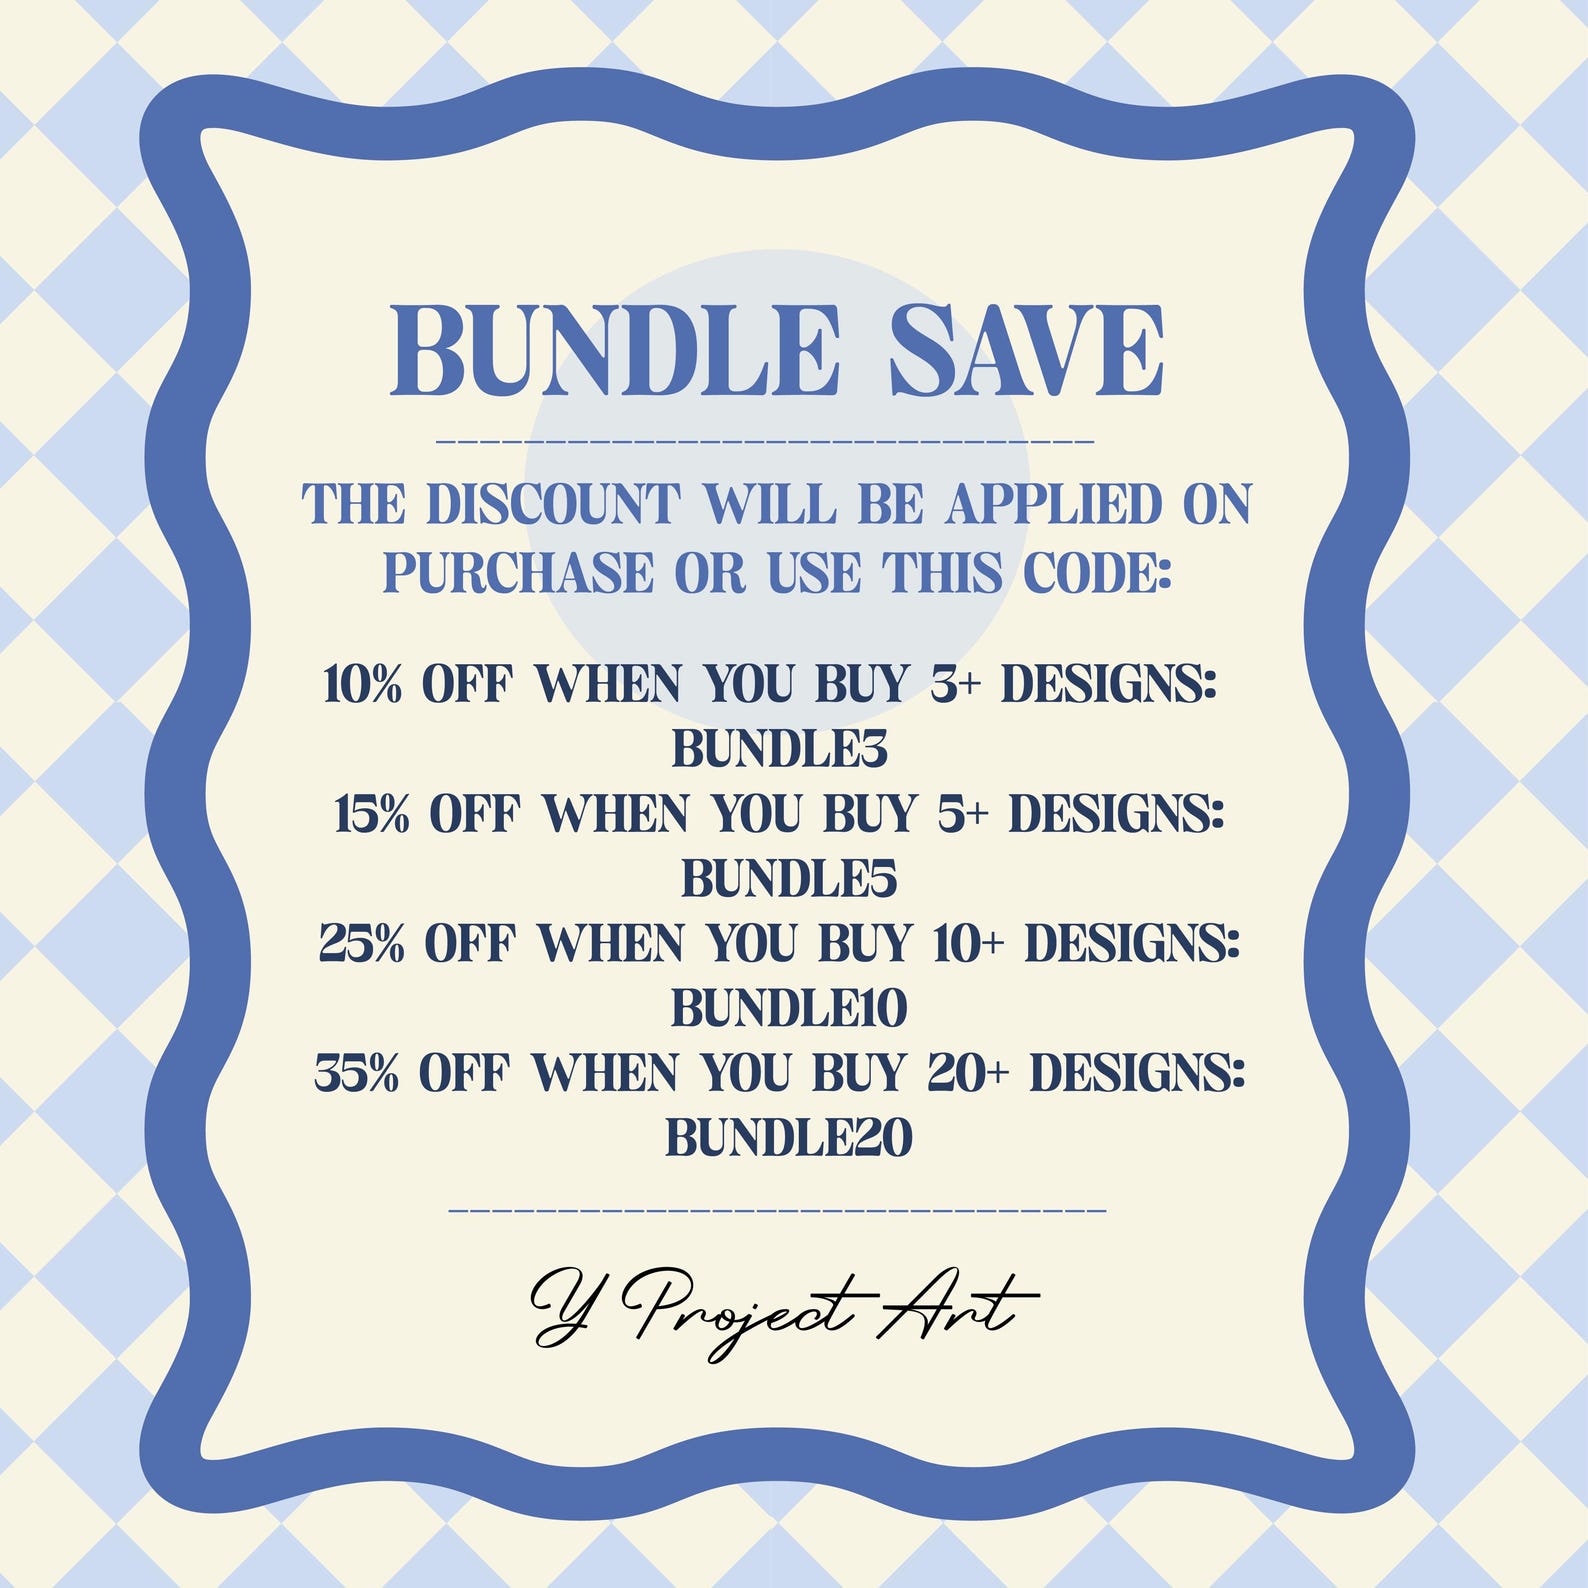 BUNDLE SAVE
THE DISCOUNT WILL BE APPLIED ON
PURCHASE OR USE THIS CODE:
10% OFF WHEN YOU BUY 3+ DESIGNS:
BUNDLE3
15% OFF WHEN YOU BUY 5+ DESIGNS:
BUNDLE5
25% OFF WHEN YOU BUY 10+ DESIGNS:
BUNDLE10
35% OFF WHEN YOU BUY 20+ DESIGNS:
BUNDLE20
Y Project Art